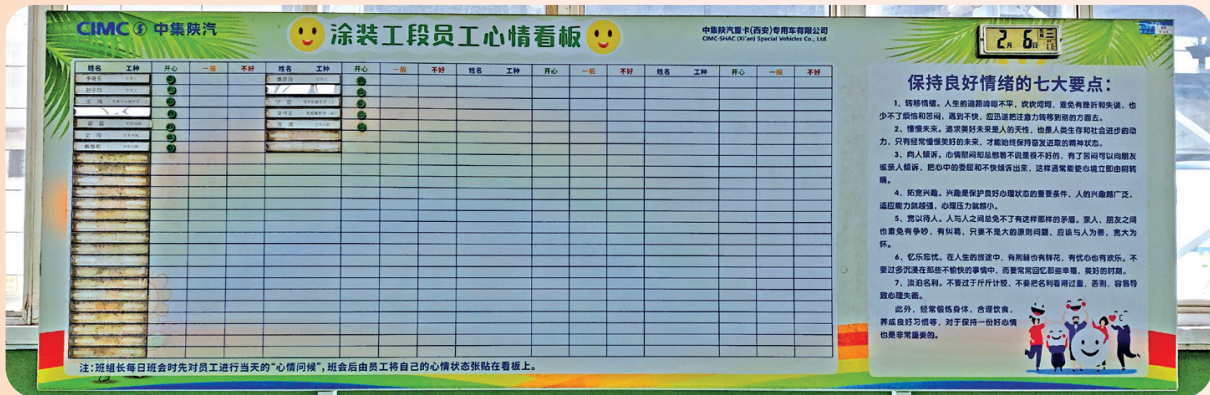 CIMC 中集陕汽
涂装工段员工心情看板
中集陕汽重卡(西安)专用车有限公司
CIMC-SHAC (Xi'an) Special Vehicles Co., Ltd.
2月 6日
姓名 工种 开心 一般 不好 姓名 工种 开心 一般 不好 姓名 工种 开心 一般 不好 姓名 工种 开心 一般 不好
保持良好情绪的七大要点:
1、转移情绪。人生的道路崎岖不平,坎坎坷坷,难免有挫折和失误,也
少不了烦恼和苦闷,遇到不快,应迅速把注意力转移到别的方面去。
2、憧憬未来。追求美好未来是人的天性,也是人类生存和社会进步的动
力,只有经常憧憬美好的未来,才能始终保持奋发进取的精神状态。
3、向人倾诉。心情郁闷却总憋着不说是很不好的,有了苦闷可以向朋友
或亲人倾诉,把心中的委屈和不快倾诉出来,这样通常能使心境立即由阴转
晴。
4、拓宽兴趣。兴趣是保护良好心理状态的重要条件,人的兴趣越广泛,
适应能力就越强,心理压力就越小。
5、宽以待人。人与人之间总免不了有这样那样的矛盾。亲人、朋友之间
也难免有争吵,有纠葛,只要不是大的原则问题,应该与人为善,宽大为
怀。
6、忆乐忘忧。在人生的旅途中,有荆棘也有鲜花,有忧心也有欢乐。不
要过多沉浸在那些不愉快的事情中,而要常常回忆那些幸福,美好的时刻。
7、淡泊名利。不要过于斤斤计较,不要把名利看得过重,否则,容易导
致心理失衡。
此外,经常锻炼身体,合理饮食,
养成良好习惯等,对于保持一份好心情
也是非常重要的。
注:班组长每日班会时先对员工进行当天的“心情问候”,班会后由员工将自己的心情状态张贴在看板上。